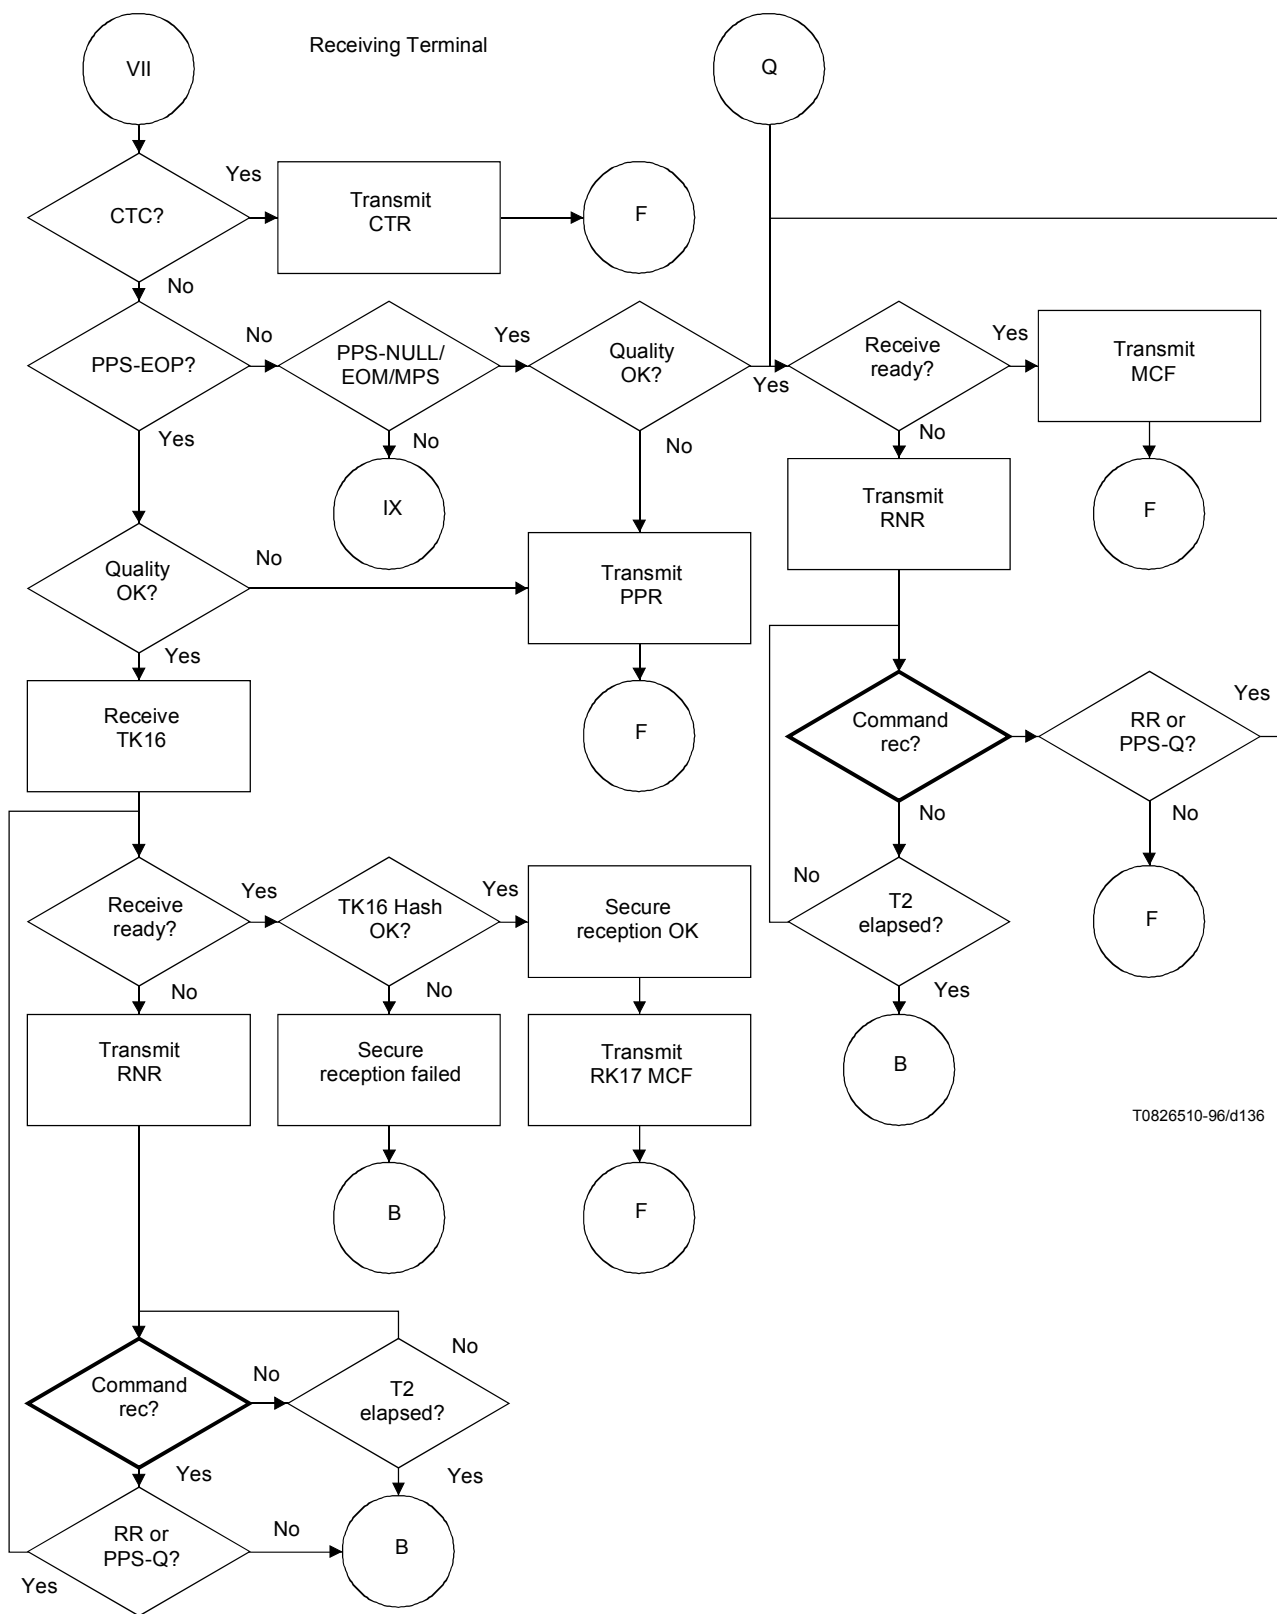 Receiving Terminal
VII
Q
Yes
CTC?
Transmit
CTR
F
No
PPS-EOP?
No
PPS-NULL/
EOM/MPS
Yes
Quality
OK?
Yes
Receive
ready?
Yes
Transmit
MCF
Yes
No
No
No
IX
Transmit
RNR
F
Quality
OK?
No
Transmit
PPR
Yes
Receive
TK16
F
Command
rec?
RR or
PPS-Q?
Yes
No
No
Receive
ready?
Yes
TK16 Hash
OK?
Yes
Secure
reception OK
No
T2
elapsed?
F
No
No
Yes
Transmit
RNR
Secure
reception failed
Transmit
RK17 MCF
B
T0826510-96/d136
B
F
Command
rec?
No
T2
elapsed?
No
Yes
Yes
RR or
PPS-Q?
No
B
Yes